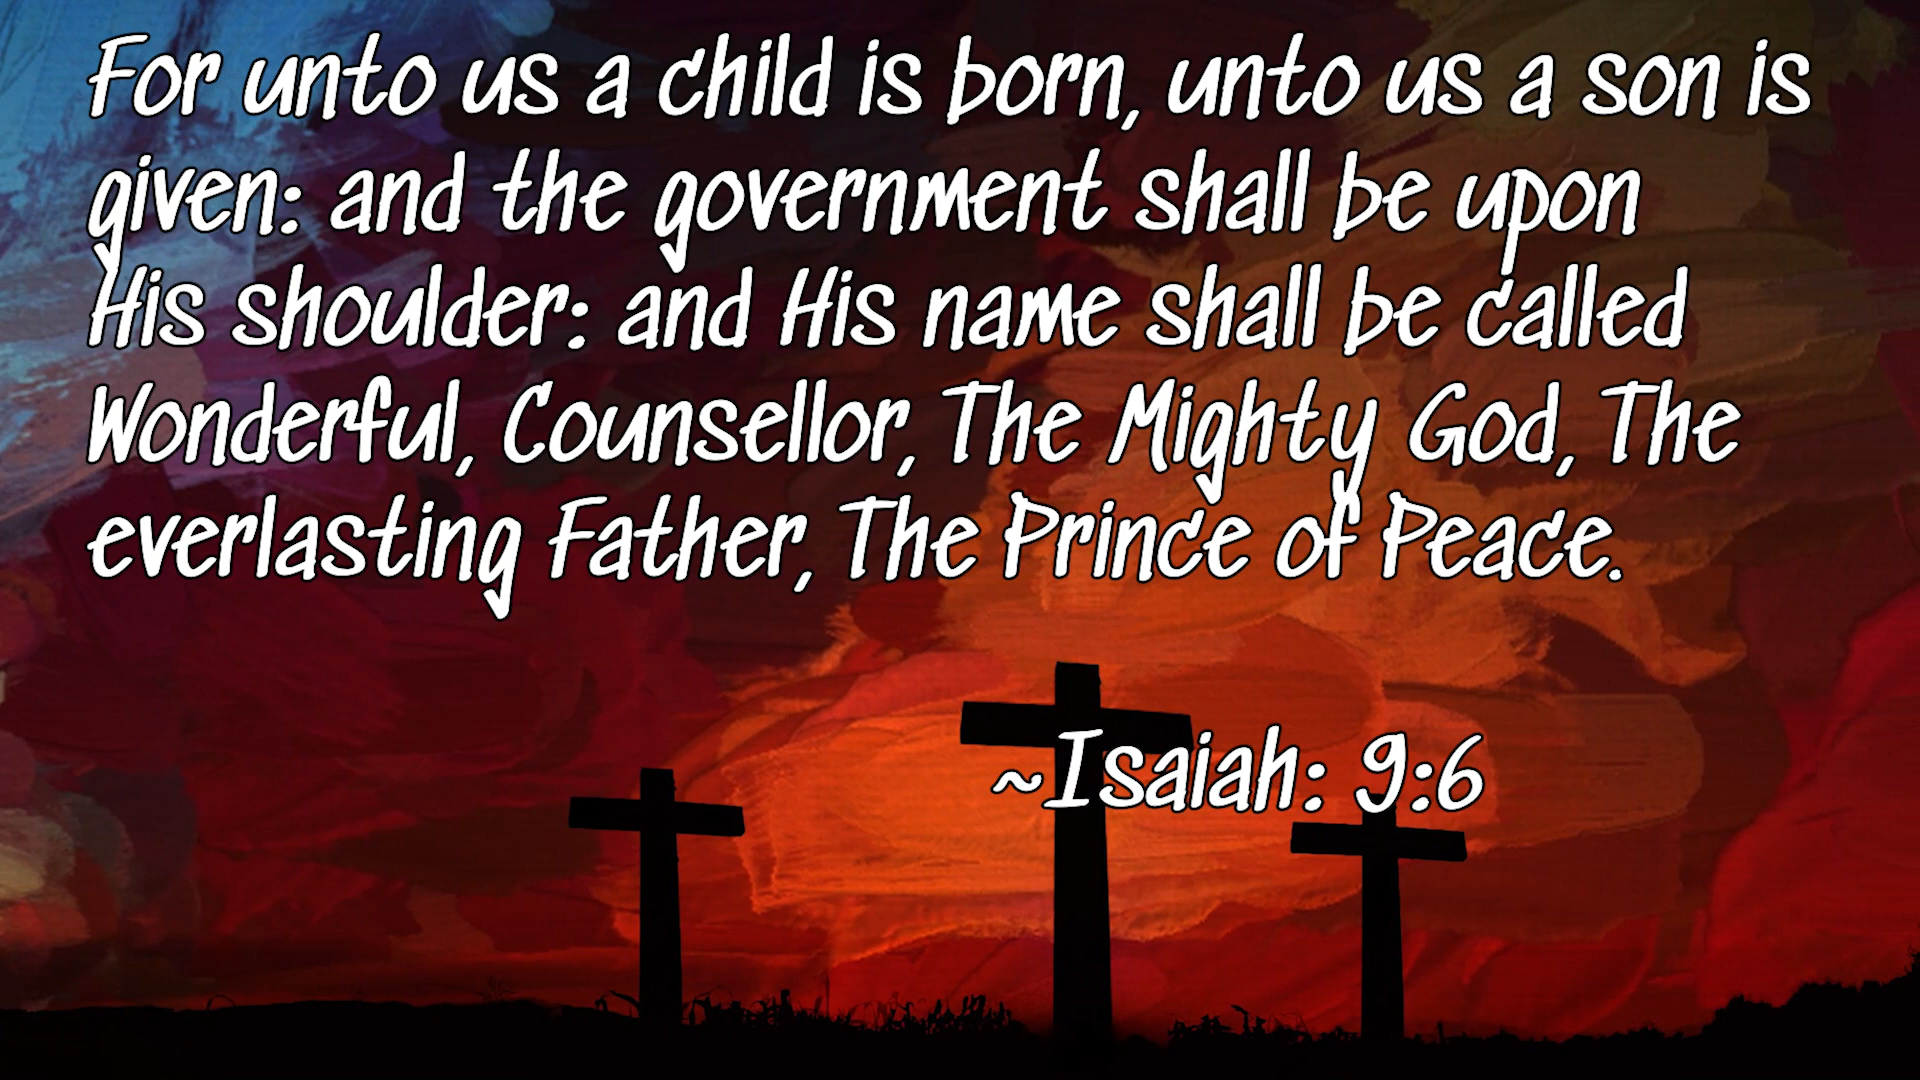 For unto us a child is born, unto us a son is
given: and the government shall be upon
His shoulder: and His name shall be called
Wonderful, Counsellor, The Mighty God, The
everlasting Father, The Prince of Peace.
~Isaiah: 9:6